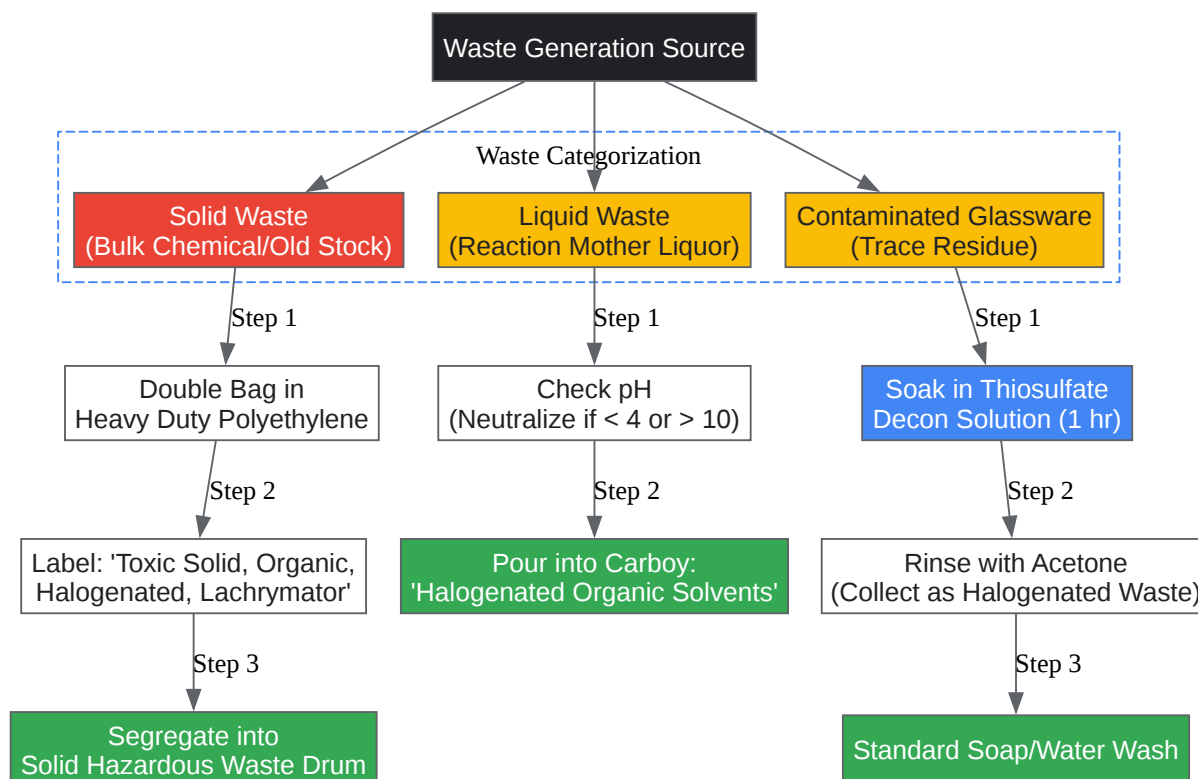 Waste Generation Source
Waste Categorization
Solid Waste
(Bulk Chemical/Old Stock)
Liquid Waste
(Reaction Mother Liquor)
Contaminated Glassware
(Trace Residue)
Step 1
Step 1
Step 1
Double Bag in
Heavy Duty Polyethylene
Check pH
(Neutralize if < 4 or > 10)
Soak in Thiosulfate
Decon Solution (1 hr)
Step 2
Step 2
Step 2
Label: 'Toxic Solid, Organic,
Halogenated, Lachrymator'
Pour into Carboy:
'Halogenated Organic Solvents'
Rinse with Acetone
(Collect as Halogenated Waste)
Step 3
Step 3
Segregate into
Solid Hazardous Waste Drum
Standard Soap/Water Wash